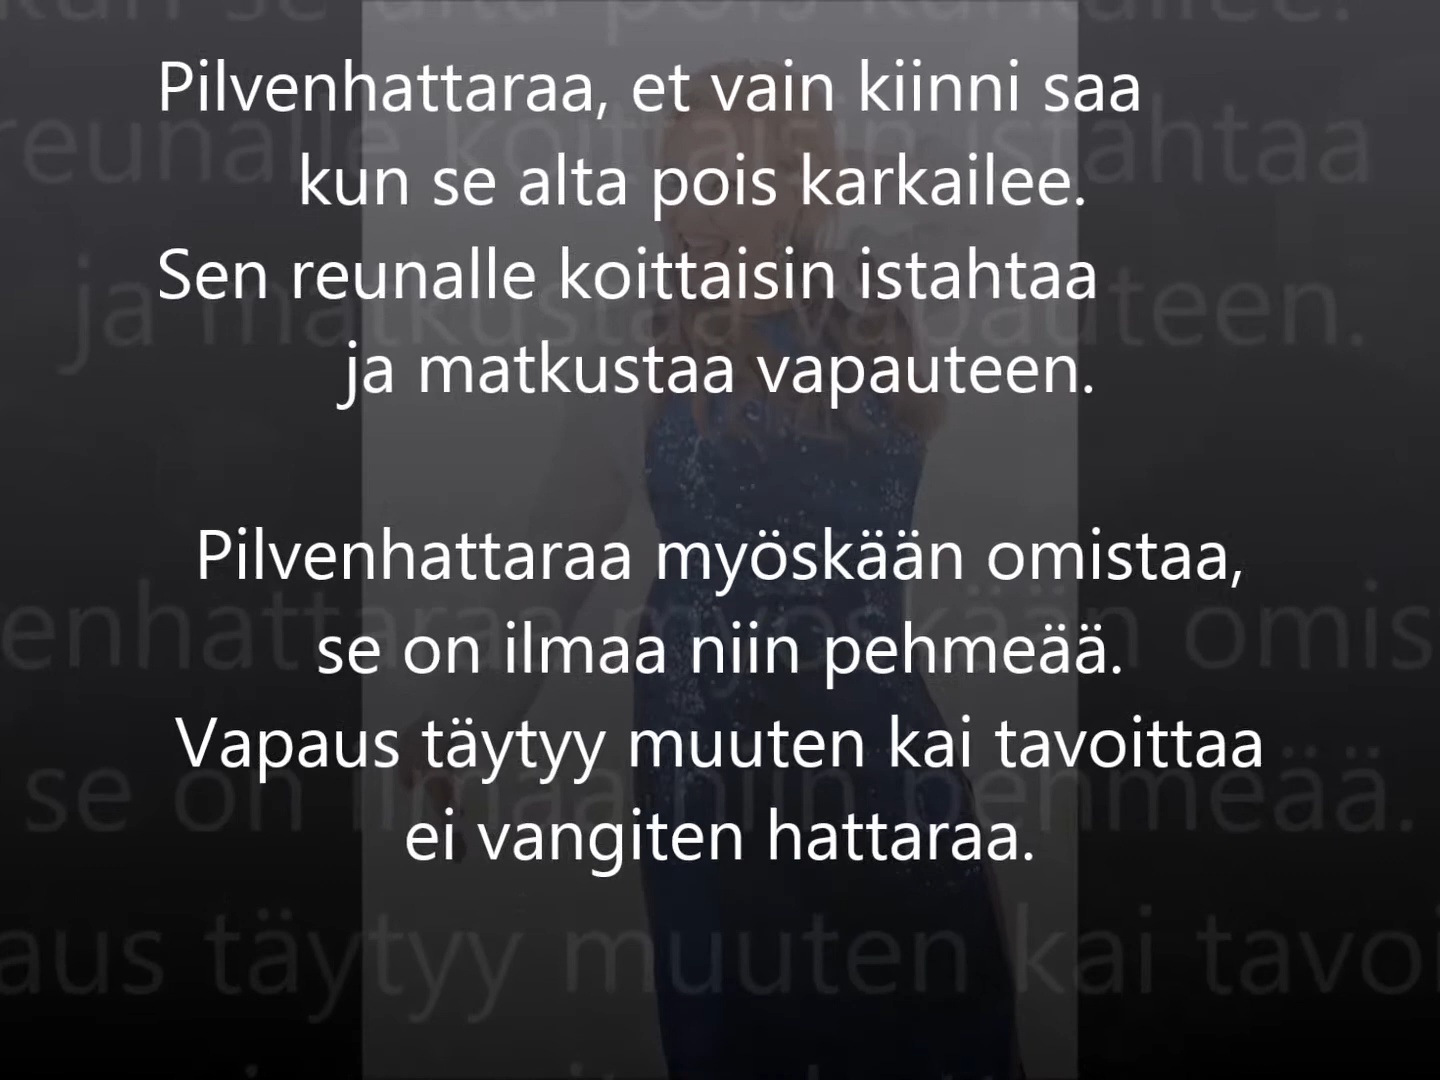 Pilvenhattaraa, et vain kiinni saa
kun se alta pois karkailee.
Sen reunalle koittaisin istahtaa
ja matkustaa vapauteen.
Pilvenhattaraa myöskään omistaa,
se on ilmaa niin pehmeää.
Vapaus täytyy muuten kai tavoittaa
ei vangiten hattaraa.